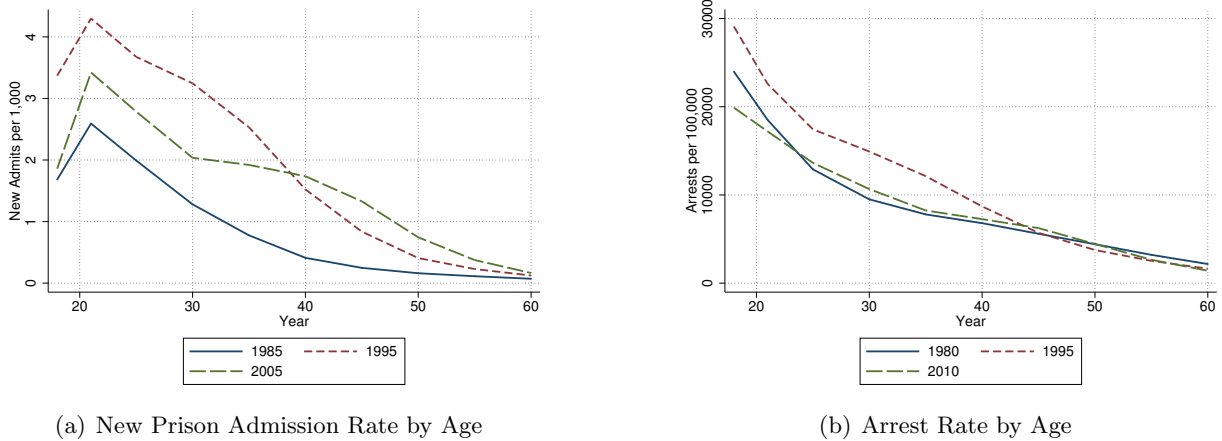 New Admits per 1,000
4
3
2
1
0
20 30 40 50 60
Year
1985 1995
2005
(a) New Prison Admission Rate by Age
Arrests per 100,000
30000
20000
10000
0
20 30 40 50 60
Year
1980 1995
2010
(b) Arrest Rate by Age